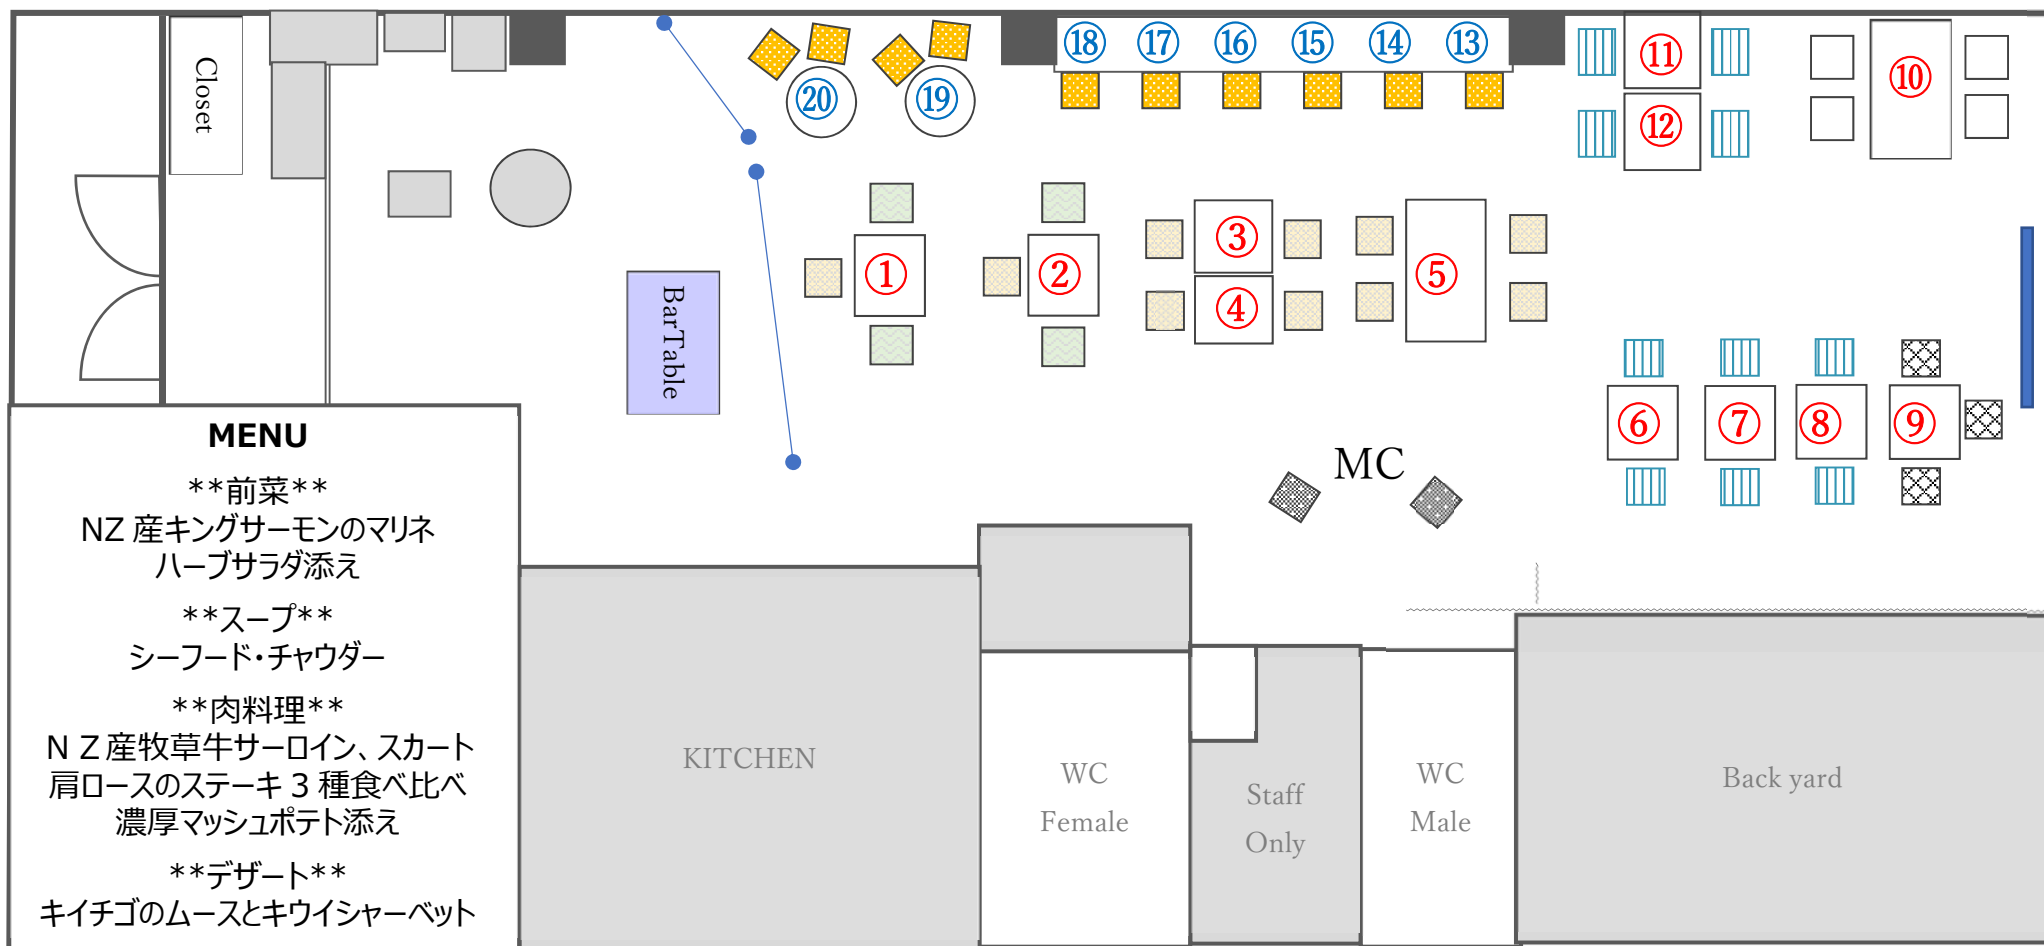 Closet
⑳
⑲
⑱
⑰
⑯
⑮
⑭
⑬
⑪
⑫
⑩
①
②
③
④
⑤
BarTable
⑥
⑦
⑧
⑨
MC
MENU
**前菜**
NZ 産キングサーモンのマリネ
ハーブサラダ添え
**スープ**
シーフード・チャウダー
**肉料理**
ＮＺ産牧草牛サーロイン、スカート
肩ロースのステーキ 3 種食べ比べ
濃厚マッシュポテト添え
**デザート**
キイチゴのムースとキウイシャーベット
KITCHEN
WC
Female
Staff
Only
WC
Male
Back yard